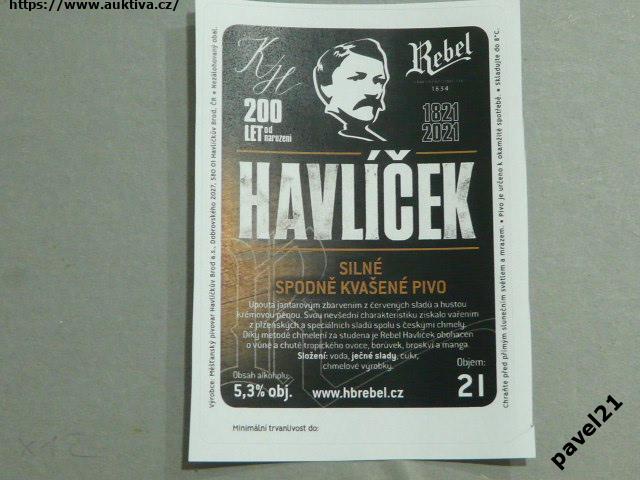 https://www.auktiva.cz/
KH
Rebel
1654
200
LET od
narození
1821
2021
HAVLÍČEK
SILNÉ
SPODNĚ KVAŠENÉ PIVO
Upoutá jantarovým zbarvením z červených sladů a hustou
krémovou pěnou. Svůj nevšední charakteristiku získalo vařením
z plzeňských a speciálních sladů spolu s českými chmely.
Díky metodě chmelení za studena je Rebel Havlíček obohacen
o vůně a chutě tropického ovoce, borůvek, broskví a manga.
Složení: voda, ječné slady, cukr,
chmelové výrobky.
Obsah alkoholu:
5,3% obj.
www.hbrebel.cz
Objem:
2 l
Minimální trvanlivost do:
Výrobce: Měšťanský pivovar Havlíčkův Brod a.s., Dobrovského 2027, 580 01 Havlíčkův Brod, ČR • Nezálohovaný obal.
Chraňte před přímým slunečním světlem a mrazem. • Pivo je určeno k okamžité spotřebě. • Skladujte do 8°C.
pavel21